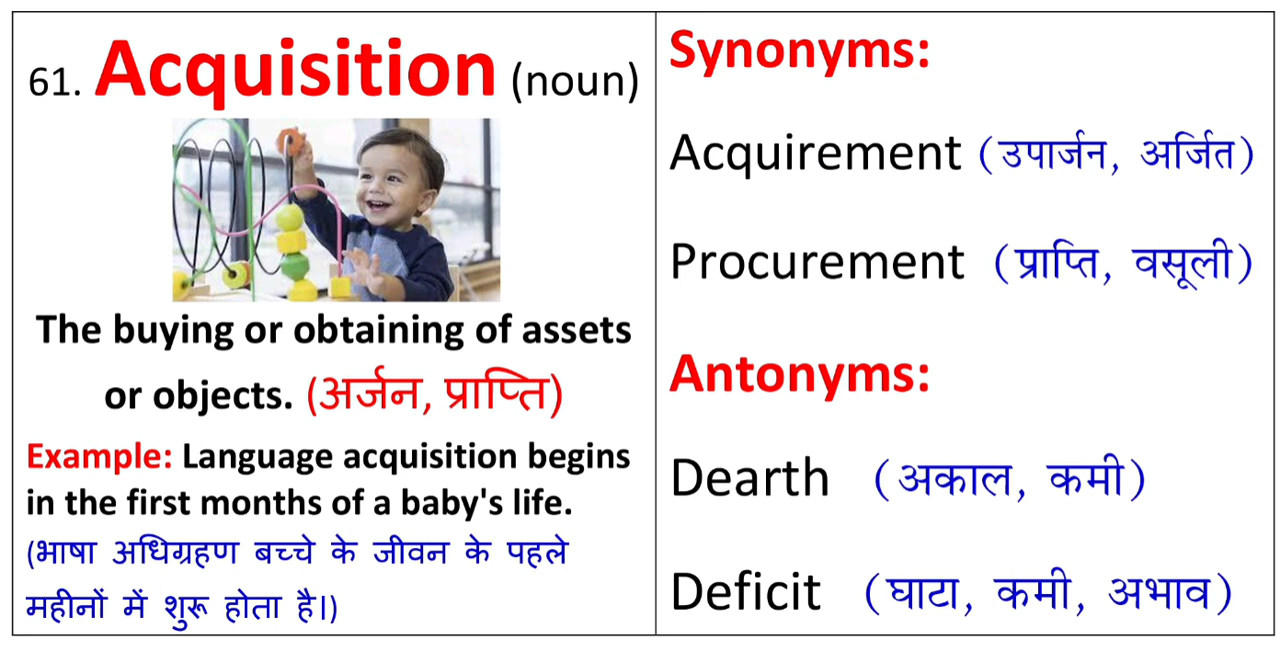 61. Acquisition (noun)
The buying or obtaining of assets
or objects. (अर्जन, प्राप्ति)
Example: Language acquisition begins
in the first months of a baby's life.
(भाषा अधिग्रहण बच्चे के जीवन के पहले
महीनों में शुरू होता है।)
Synonyms:
Acquirement (उपार्जन, अर्जित)
Procurement (प्राप्ति, वसूली)
Antonyms:
Dearth (अकाल, कमी)
Deficit (घाटा, कमी, अभाव)